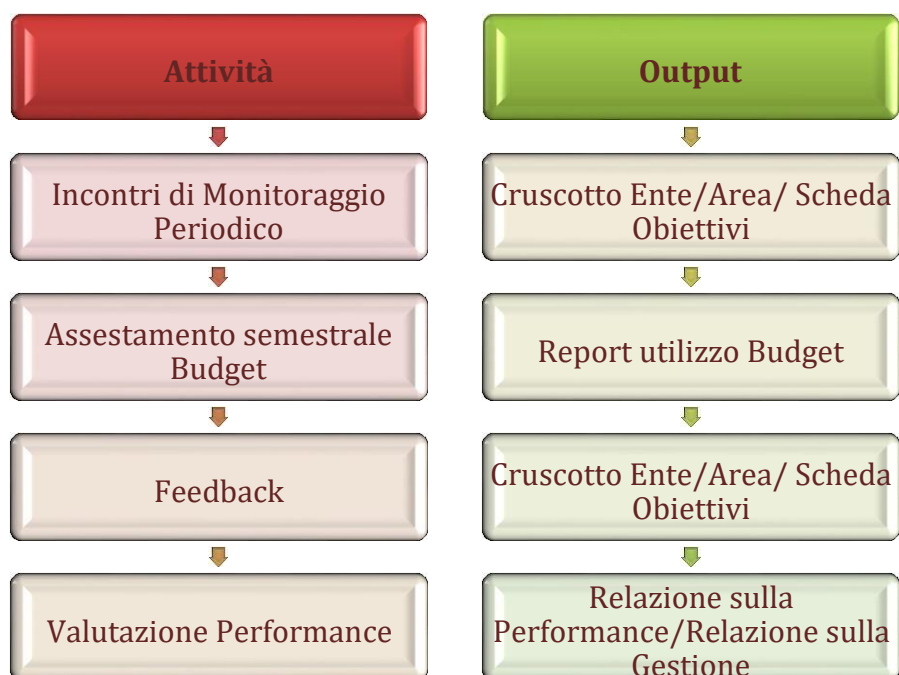 Attività
Incontri di Monitoraggio
Periodico
Assestamento semestrale
Budget
Feedback
Valutazione Performance
Output
Cruscotto Ente/Area/ Scheda
Obiettivi
Report utilizzo Budget
Cruscotto Ente/Area/ Scheda
Obiettivi
Relazione sulla
Performance/Relazione sulla
Gestione